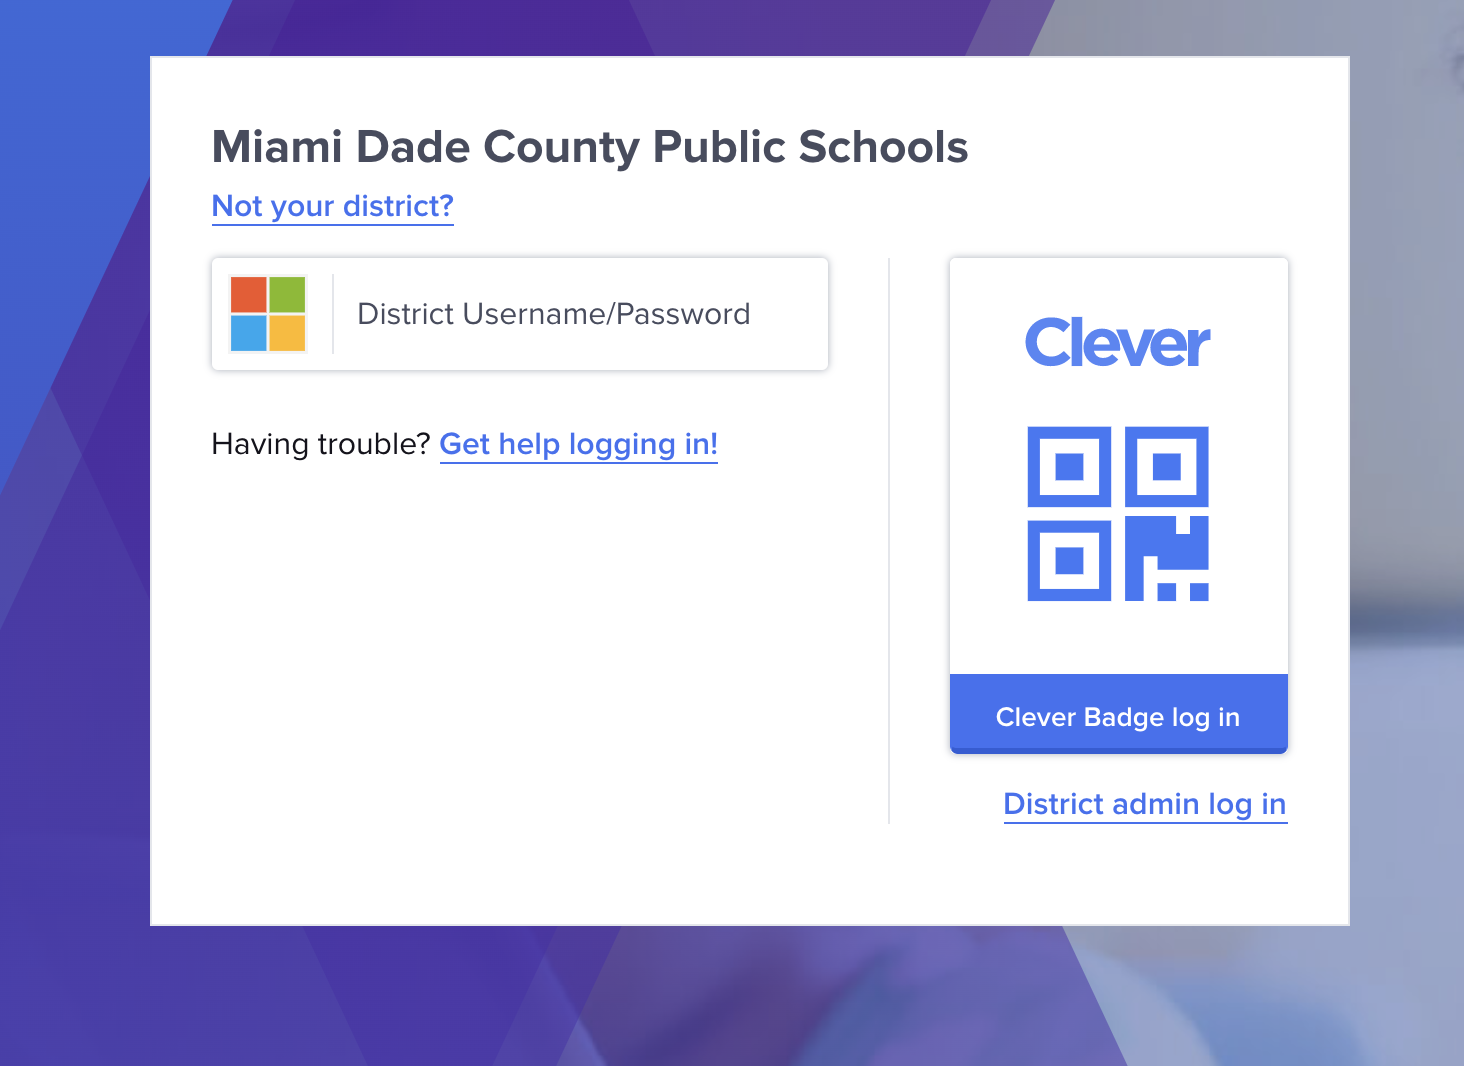 Miami Dade County Public Schools
Not your district?
District Username/Password
Having trouble? Get help logging in!
Clever
Clever Badge log in
District admin log in